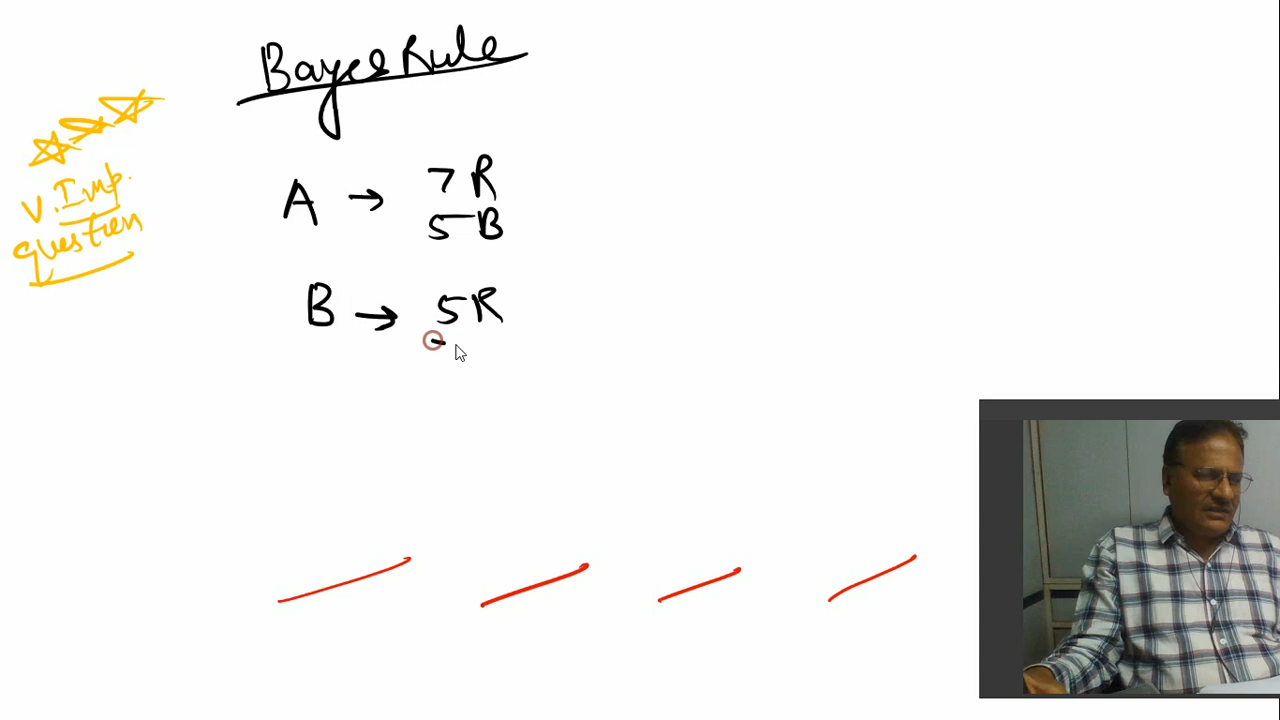 Bayes Rule
V. Imp.
question
A → 7 R
5 B
B → 5 R